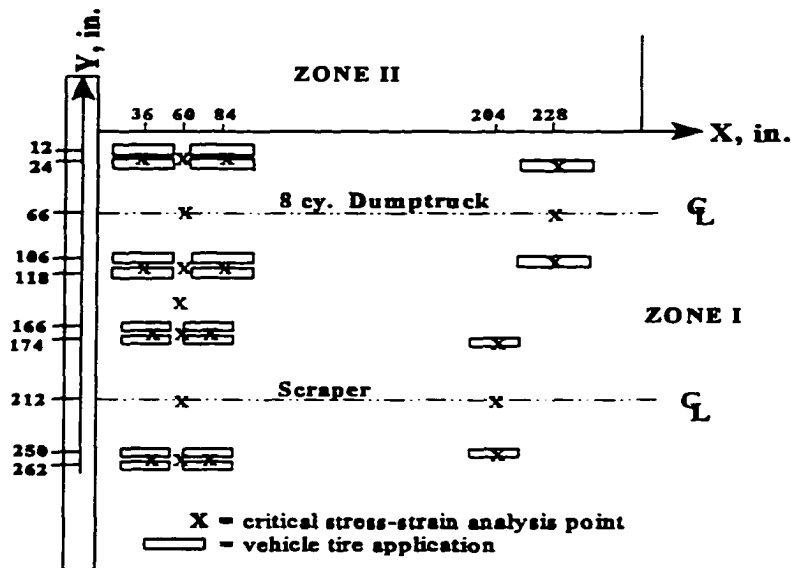 Y, in.
ZONE II
36 60 84 204 228
X, in.
12
24
8 cy. Dumptruck
66
CL
106
118
ZONE I
166
174
Scraper
212
CL
250
262
X = critical stress-strain analysis point
= vehicle tire application